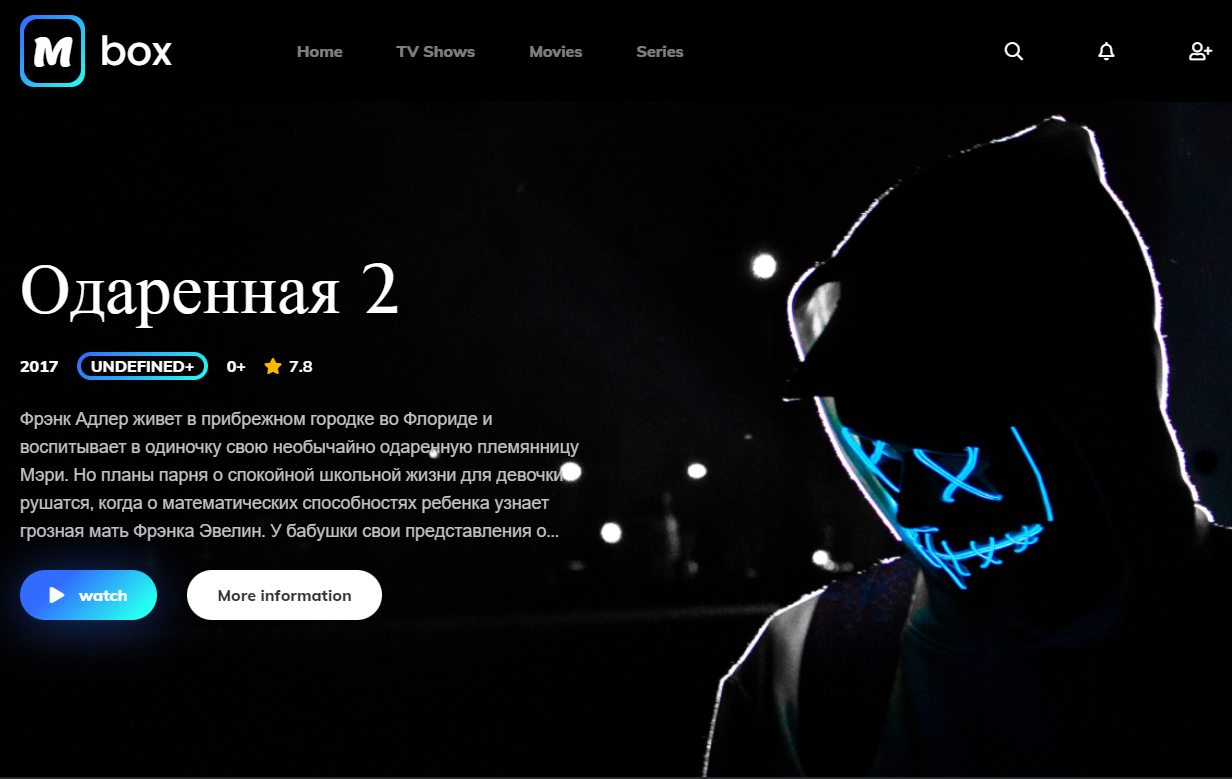 M box
Home TV Shows Movies Series
Одаренная 2
2017 UNDEFINED+ 0+ 7.8
Фрэнк Адлер живет в прибрежном городке во Флориде и
воспитывает в одиночку свою необычайно одаренную племянницу
Мэри. Но планы парня о спокойной школьной жизни для девочки
рушатся, когда о математических способностях ребенка узнает
грозная мать Фрэнка Эвелин. У бабушки свои представления о...
watch More information